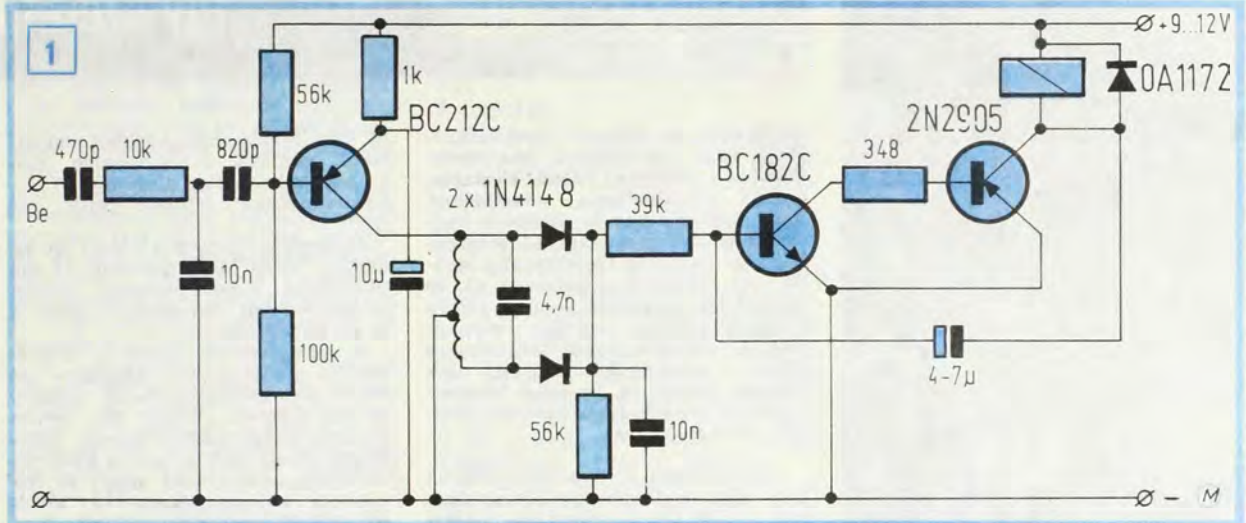 1
+9...12V
56k
1k
OA1172
BC212C
2N2905
470p
10k
820p
BC182C
348
Be
2 x 1N4148
39k
10n
10µ
4,7n
100k
4-7µ
56k
10n
- M